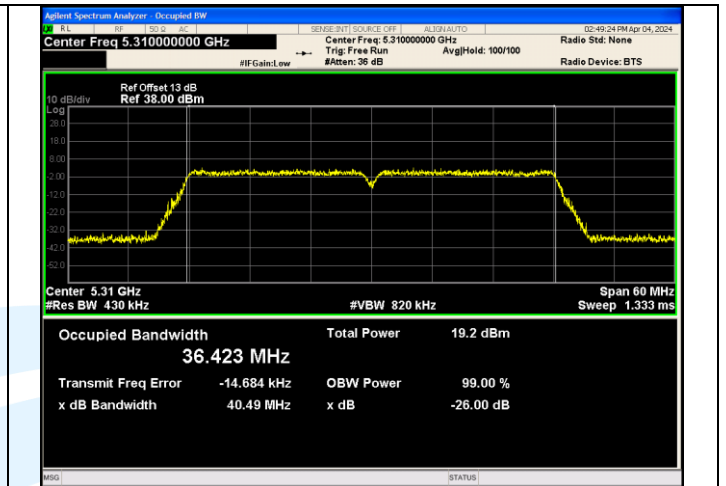 Agilent Spectrum Analyzer - Occupied BW
RL RF 50 Ω AC SENSE:INT SOURCE OFF ALIGN AUTO 02:49:24 PM Apr 04, 2024
Center Freq 5.310000000 GHz Center Freq: 5.310000000 GHz Radio Std: None
Trig: Free Run Avg|Hold: 100/100
#IFGain:Low #Atten: 36 dB Radio Device: BTS
Ref Offset 13 dB
10 dB/div Ref 38.00 dBm
Log
28.0
18.0
8.00
-2.00
-12.0
-22.0
-32.0
-42.0
-52.0
Center 5.31 GHz Span 60 MHz
#Res BW 430 kHz #VBW 820 kHz Sweep 1.333 ms
Occupied Bandwidth Total Power 19.2 dBm
36.423 MHz
Transmit Freq Error -14.684 kHz OBW Power 99.00 %
x dB Bandwidth 40.49 MHz x dB -26.00 dB
MSG STATUS